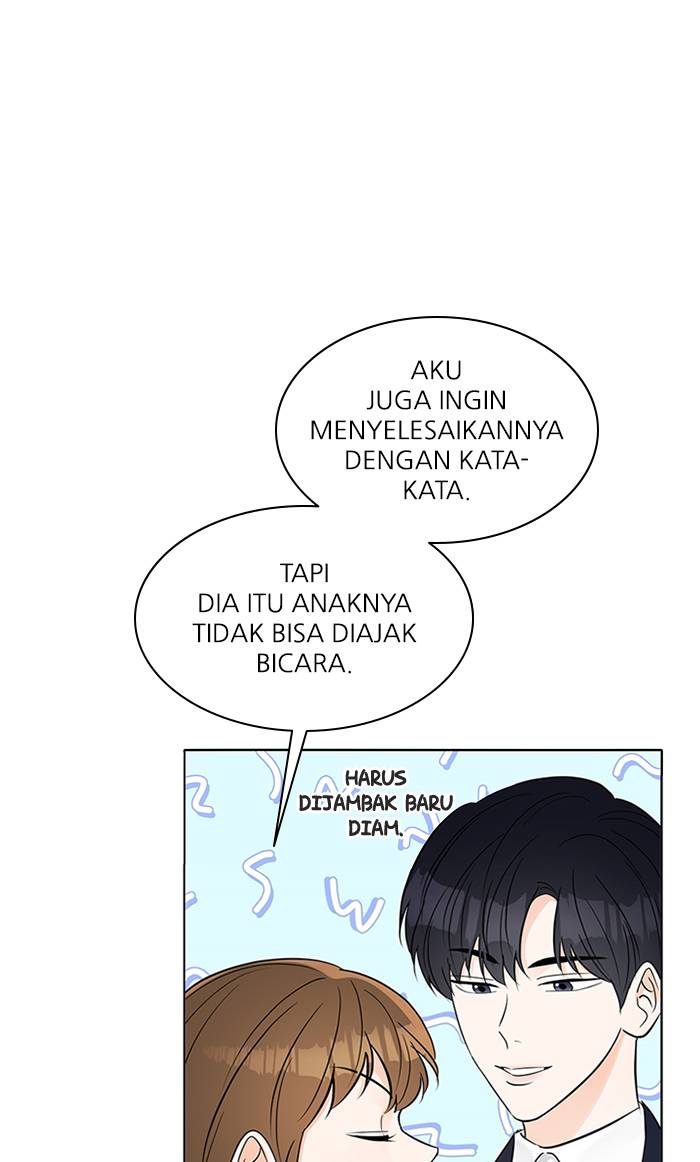 AKU
JUGA INGIN
MENYELESAIKANNYA
DENGAN KATA-
KATA.
TAPI
DIA ITU ANAKNYA
TIDAK BISA DIAJAK
BICARA.
HARUS
DIJAMBAK BARU
DIAM.